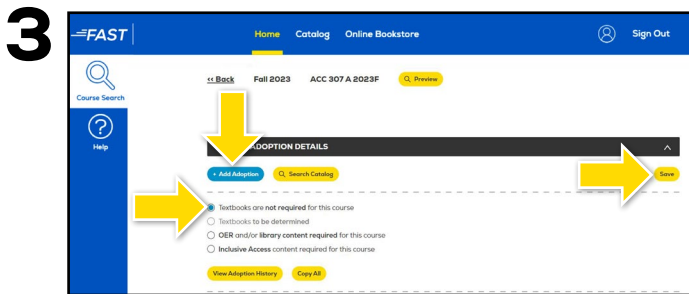 3
FAST
Home Catalog Online Bookstore
Sign Out
Course Search
Help
<< Back Fall 2023 ACC 307 A 2023F Preview
ADOPTION DETAILS
+ Add Adoption Search Catalog Save
Textbooks are not required for this course
Textbooks to be determined
OER and/or library content required for this course
Inclusive Access content required for this course
View Adoption History Copy All